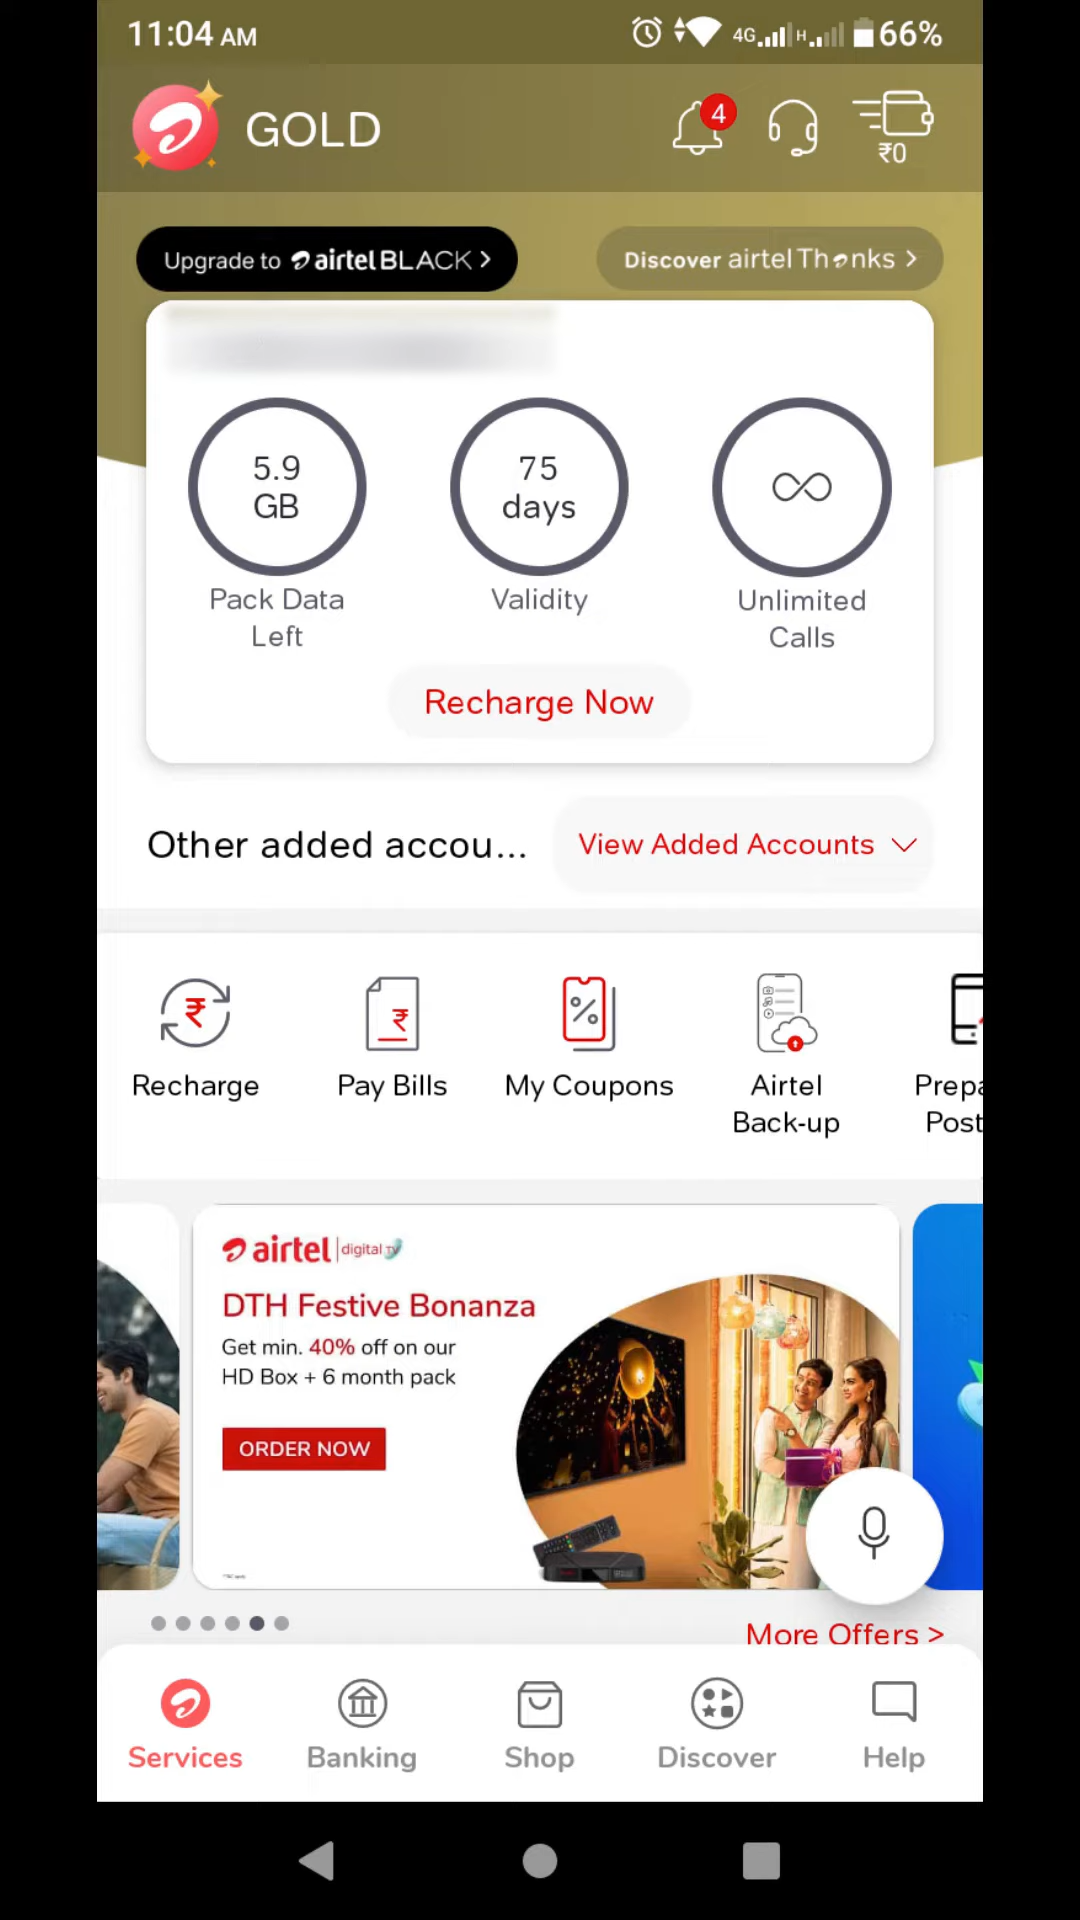 11:04 AM
4G
H
66%
GOLD
4
₹0
Upgrade to airtel BLACK >
Discover airtel Thanks >
5.9
GB
75
days
Pack Data
Left
Validity
Unlimited
Calls
Recharge Now
Other added accou...
View Added Accounts
Recharge
Pay Bills
My Coupons
Airtel
Back-up
Prepa
Post
airtel digital TV
DTH Festive Bonanza
Get min. 40% off on our
HD Box + 6 month pack
ORDER NOW
More Offers >
Services
Banking
Shop
Discover
Help